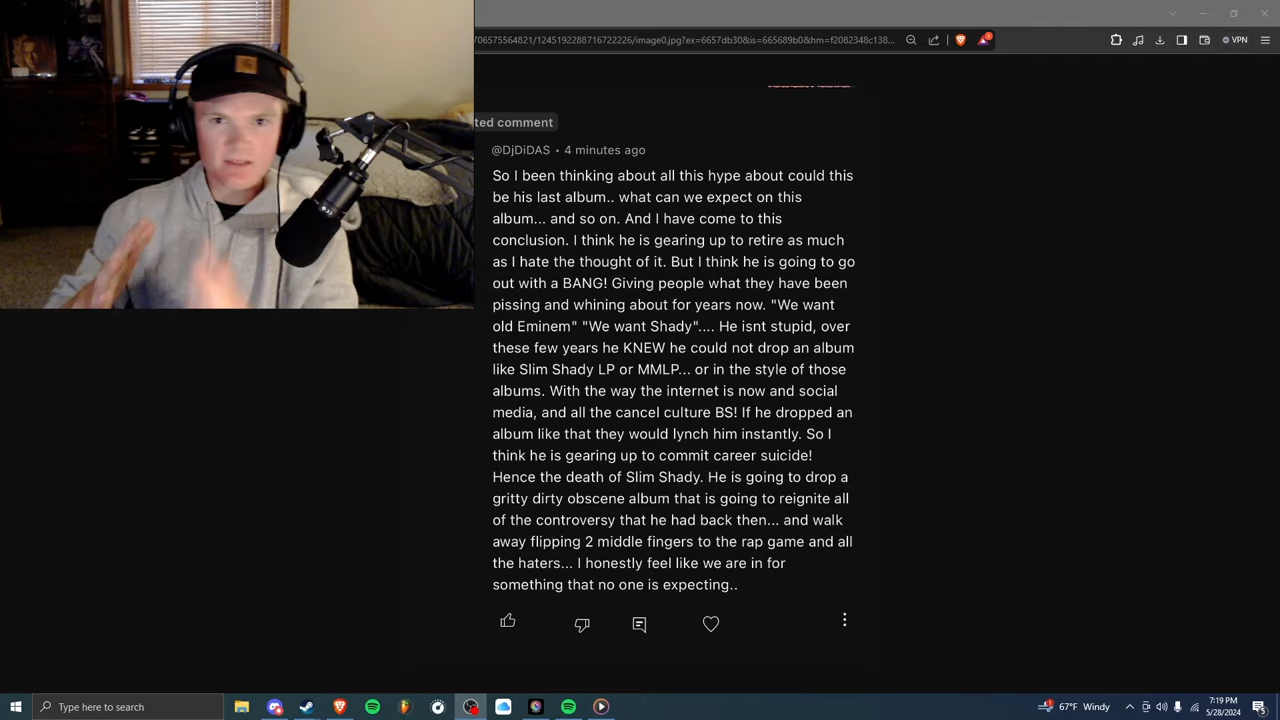 06575564821/1245192288716722226/image0.jpg?ex=6657db30&is=665689b0&hm=f2082348c138...
VPN
ted comment
@DjDiDAS • 4 minutes ago
So I been thinking about all this hype about could this
be his last album.. what can we expect on this
album... and so on. And I have come to this
conclusion. I think he is gearing up to retire as much
as I hate the thought of it. But I think he is going to go
out with a BANG! Giving people what they have been
pissing and whining about for years now. "We want
old Eminem" "We want Shady".... He isnt stupid, over
these few years he KNEW he could not drop an album
like Slim Shady LP or MMLP... or in the style of those
albums. With the way the internet is now and social
media, and all the cancel culture BS! If he dropped an
album like that they would lynch him instantly. So I
think he is gearing up to commit career suicide!
Hence the death of Slim Shady. He is going to drop a
gritty dirty obscene album that is going to reignite all
of the controversy that he had back then... and walk
away flipping 2 middle fingers to the rap game and all
the haters... I honestly feel like we are in for
something that no one is expecting..
Type here to search
67°F Windy
7:19 PM
5/28/2024